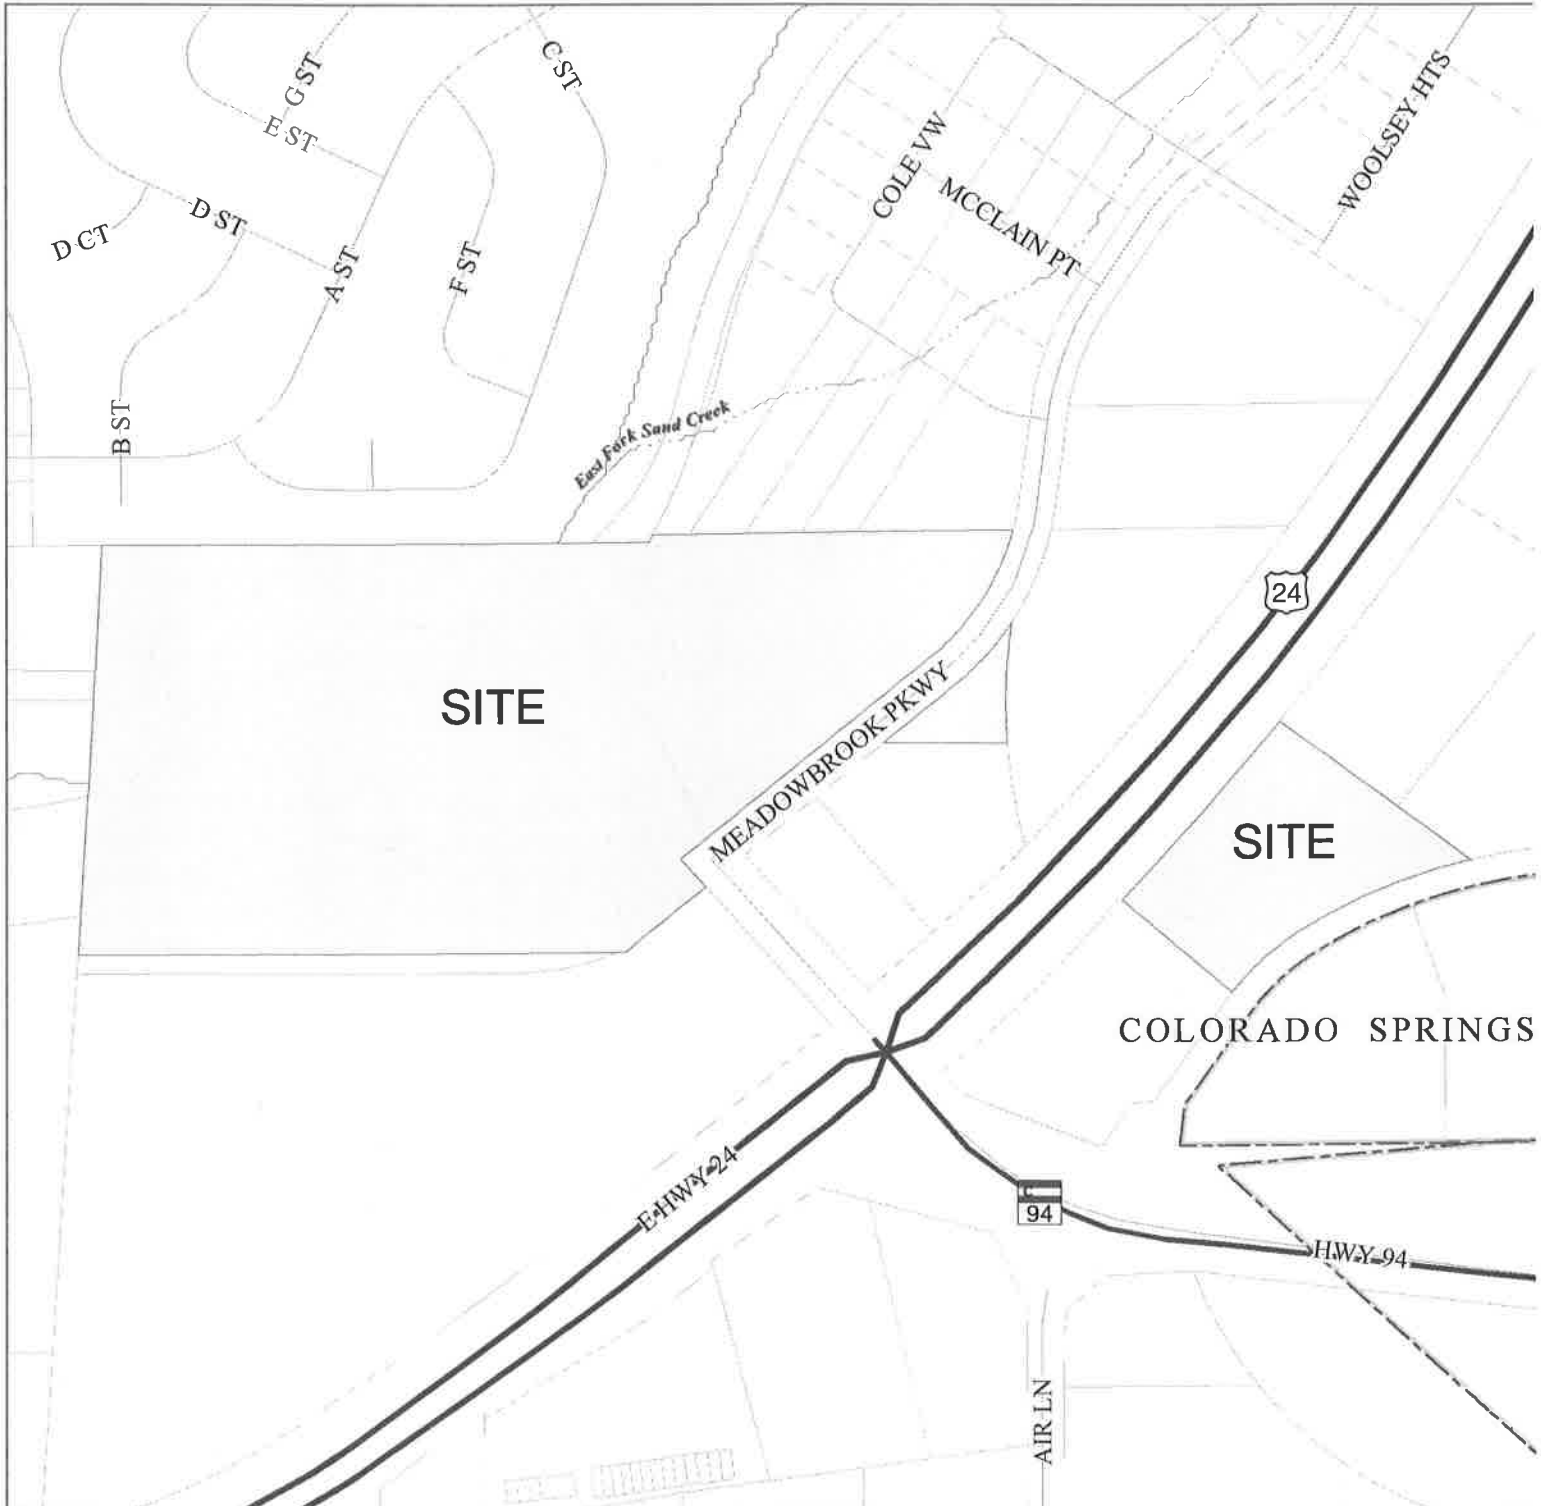 C ST
G ST
E ST
WOOLSEY HTS
COLE VW
MCCLAIN PT
D ST
D CT
A ST
F ST
B ST
East Fork Sand Creek
24
SITE
MEADOWBROOK PKWY
SITE
COLORADO SPRINGS
E HWY 24
C
94
HWY 94
AIR LN